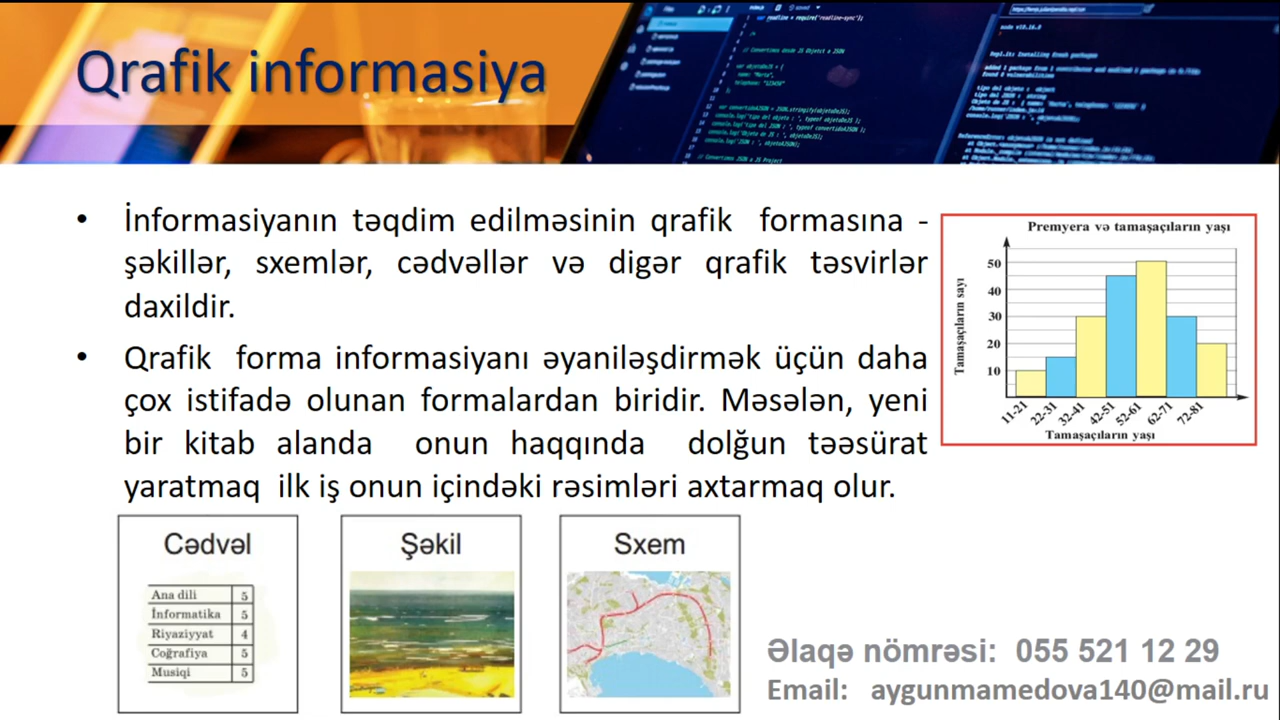 Qrafik informasiya
• İnformasiyanın təqdim edilməsinin qrafik formasına -
şəkillər, sxemlər, cədvəllər və digər qrafik təsvirlər
daxildir.
• Qrafik forma informasiyanı əyaniləşdirmək üçün daha
çox istifadə olunan formalardan biridir. Məsələn, yeni
bir kitab alanda onun haqqında dolğun təəsürat
yaratmaq ilk iş onun içindəki rəsimləri axtarmaq olur.
Premyera və tamaşaçıların yaşı
Tamaşaçıların sayı
50
40
30
20
10
11-21 22-31 32-41 42-51 52-61 62-71 72-81
Tamaşaçıların yaşı
Cədvəl
Ana dili 5
İnformatika 5
Riyaziyyat 4
Coğrafiya 5
Musiqi 5
Şəkil
Sxem
Əlaqə nömrəsi: 055 521 12 29
Email: aygunmamedova140@mail.ru